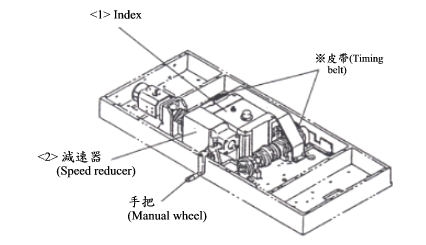 <1> Index
※皮帶(Timing
belt)
<2> 減速器
(Speed reducer)
手把
(Manual wheel)